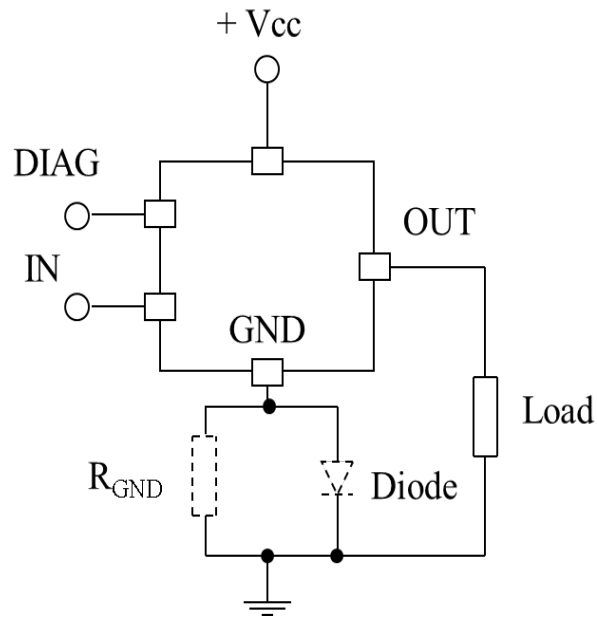 + Vcc
DIAG
OUT
IN
GND
Load
RGND
Diode